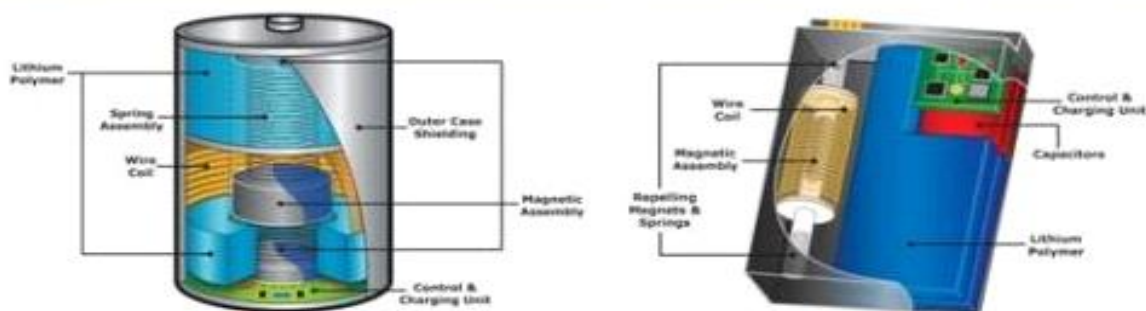 Lithium
Polymer
Spring
Assembly
Wire
Coil
Outer Case
Shielding
Magnetic
Assembly
Control &
Charging Unit
Wire
Coil
Magnetic
Assembly
Repelling
Magnets &
Springs
Control &
Charging Unit
Capacitors
Lithium
Polymer